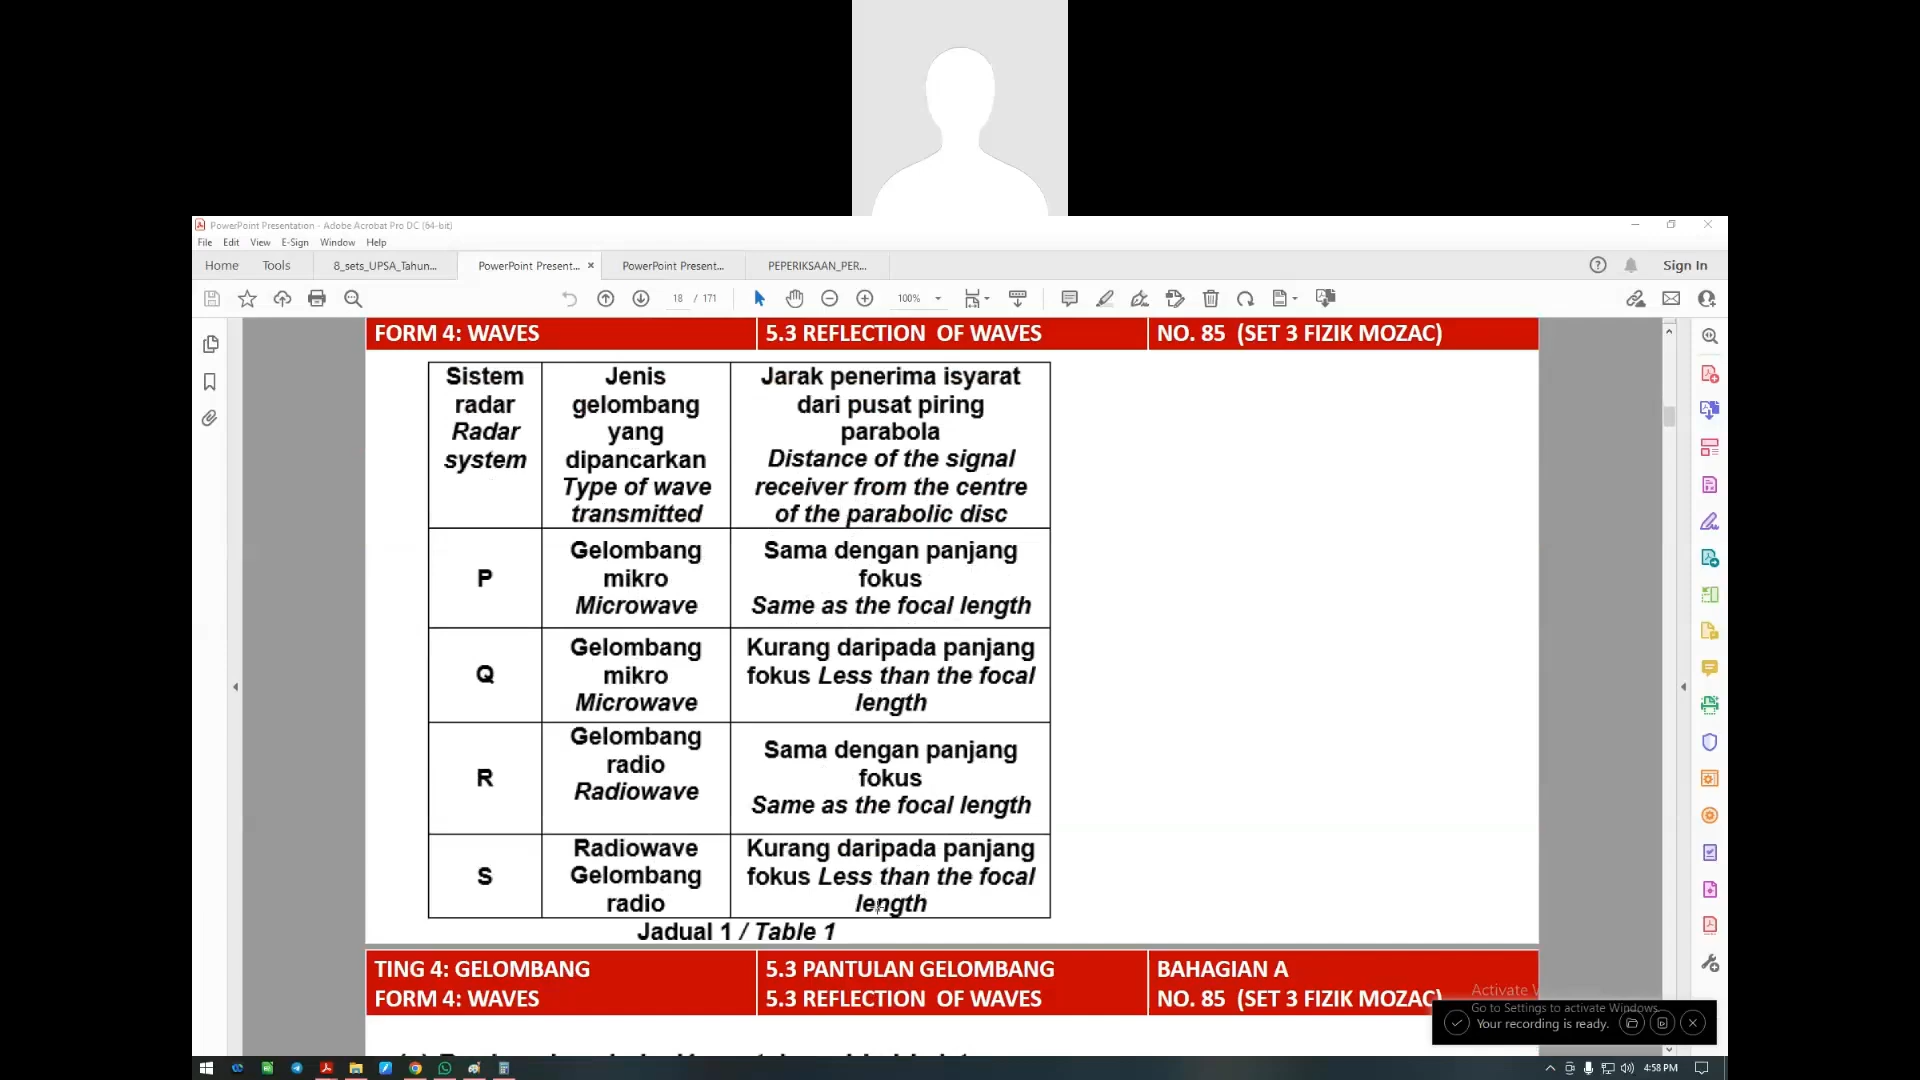 PowerPoint Presentation - Adobe Acrobat Pro DC (64-bit)
File Edit View E-Sign Window Help
Home Tools 8_sets_UPSA_Tahun... PowerPoint Present... × PowerPoint Present... PEPERIKSAAN_PER... Sign In
18 / 171 100%
FORM 4: WAVES 5.3 REFLECTION OF WAVES NO. 85 (SET 3 FIZIK MOZAC)
Sistem
radar
Radar
system
Jenis
gelombang
yang
dipancarkan
Type of wave
transmitted
Jarak penerima isyarat
dari pusat piring
parabola
Distance of the signal
receiver from the centre
of the parabolic disc
P
Gelombang
mikro
Microwave
Sama dengan panjang
fokus
Same as the focal length
Q
Gelombang
mikro
Microwave
Kurang daripada panjang
fokus Less than the focal
length
R
Gelombang
radio
Radiowave
Sama dengan panjang
fokus
Same as the focal length
S
Radiowave
Gelombang
radio
Kurang daripada panjang
fokus Less than the focal
length
Jadual 1 / Table 1
TING 4: GELOMBANG 5.3 PANTULAN GELOMBANG BAHAGIAN A
FORM 4: WAVES 5.3 REFLECTION OF WAVES NO. 85 (SET 3 FIZIK MOZAC)
Activate W
Go to Settings to activate Windows.
Your recording is ready.
4:58 PM